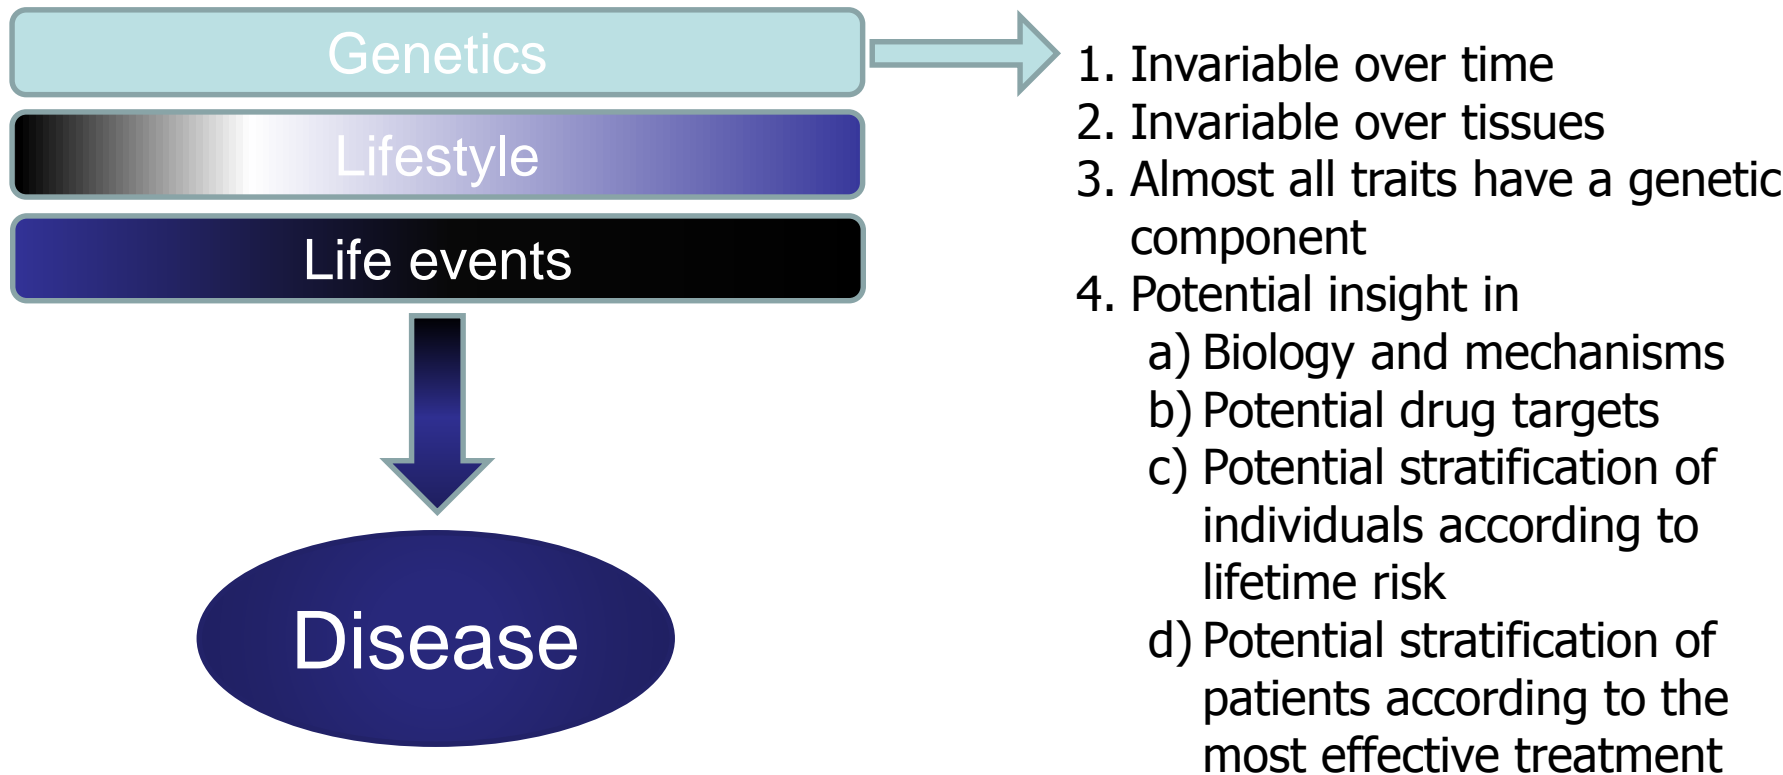 Genetics
Lifestyle
Life events
Disease
1. Invariable over time
2. Invariable over tissues
3. Almost all traits have a genetic
component
4. Potential insight in
a) Biology and mechanisms
b) Potential drug targets
c) Potential stratification of
individuals according to
lifetime risk
d) Potential stratification of
patients according to the
most effective treatment